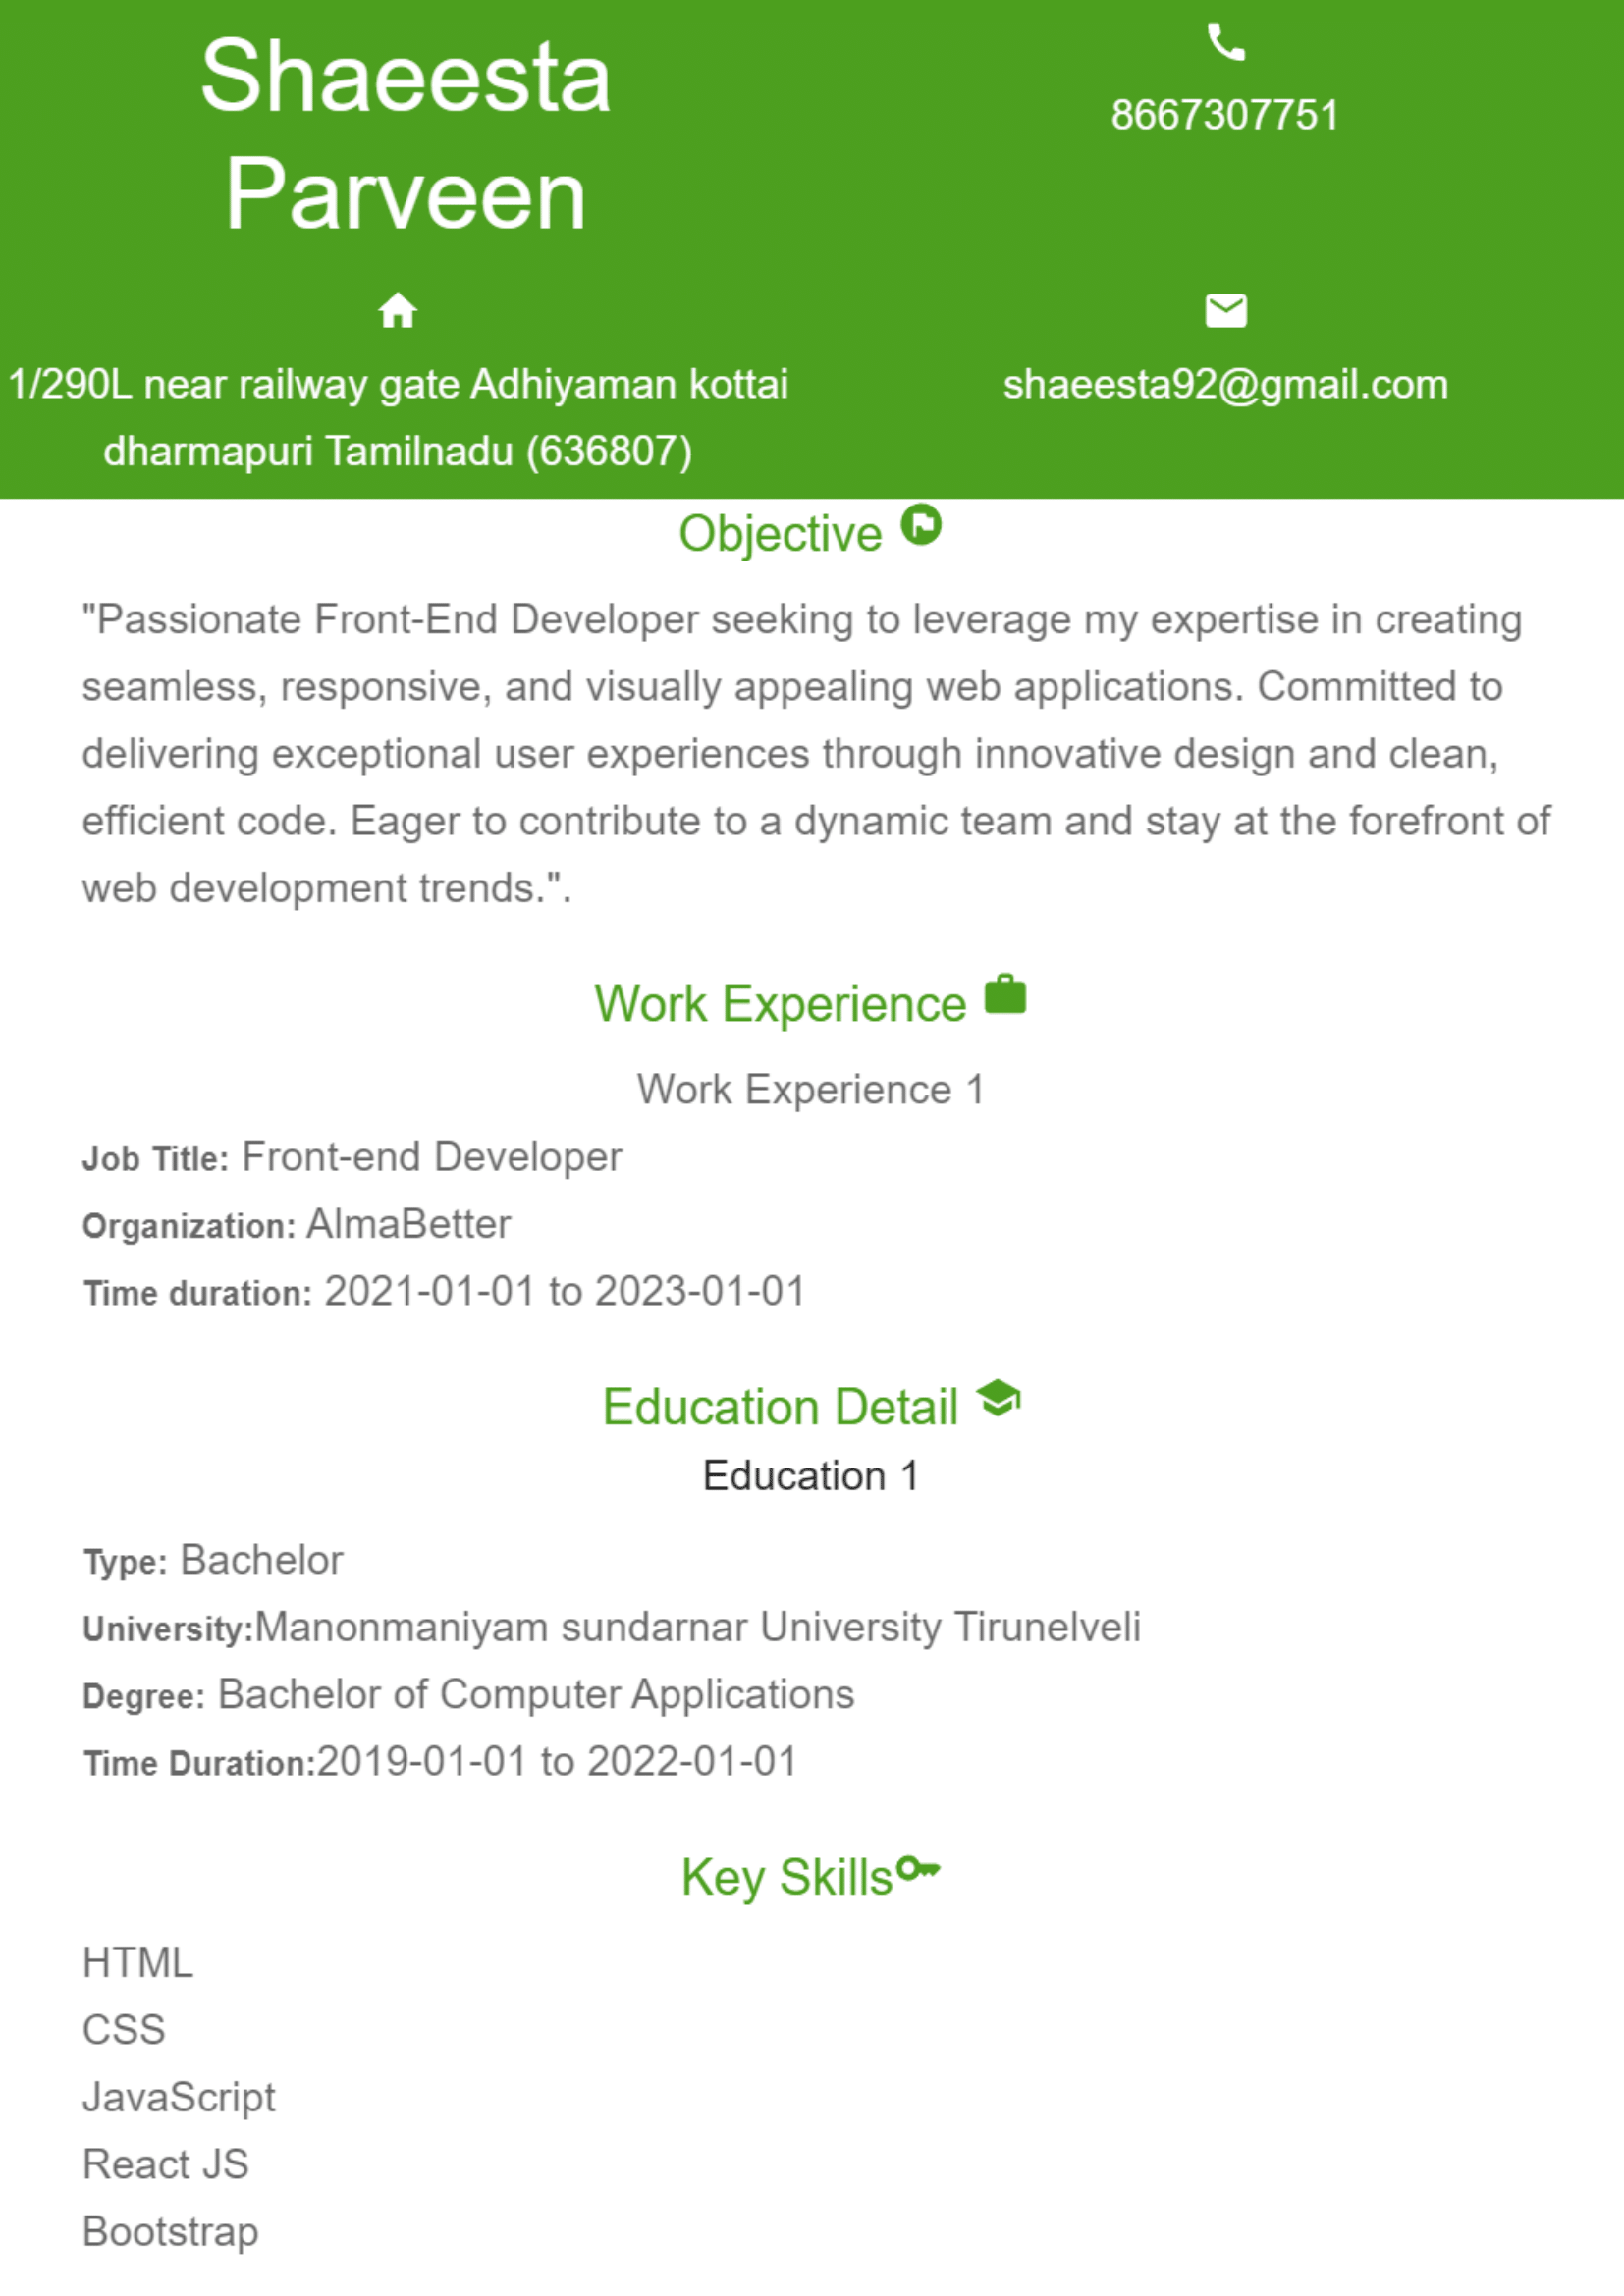 Shaeesta
Parveen
8667307751
1/290L near railway gate Adhiyaman kottai
dharmapuri Tamilnadu (636807)
shaeesta92@gmail.com
Objective
"Passionate Front-End Developer seeking to leverage my expertise in creating
seamless, responsive, and visually appealing web applications. Committed to
delivering exceptional user experiences through innovative design and clean,
efficient code. Eager to contribute to a dynamic team and stay at the forefront of
web development trends.".
Work Experience
Work Experience 1
Job Title: Front-end Developer
Organization: AlmaBetter
Time duration: 2021-01-01 to 2023-01-01
Education Detail
Education 1
Type: Bachelor
University:Manonmaniyam sundarnar University Tirunelveli
Degree: Bachelor of Computer Applications
Time Duration:2019-01-01 to 2022-01-01
Key Skills
HTML
CSS
JavaScript
React JS
Bootstrap